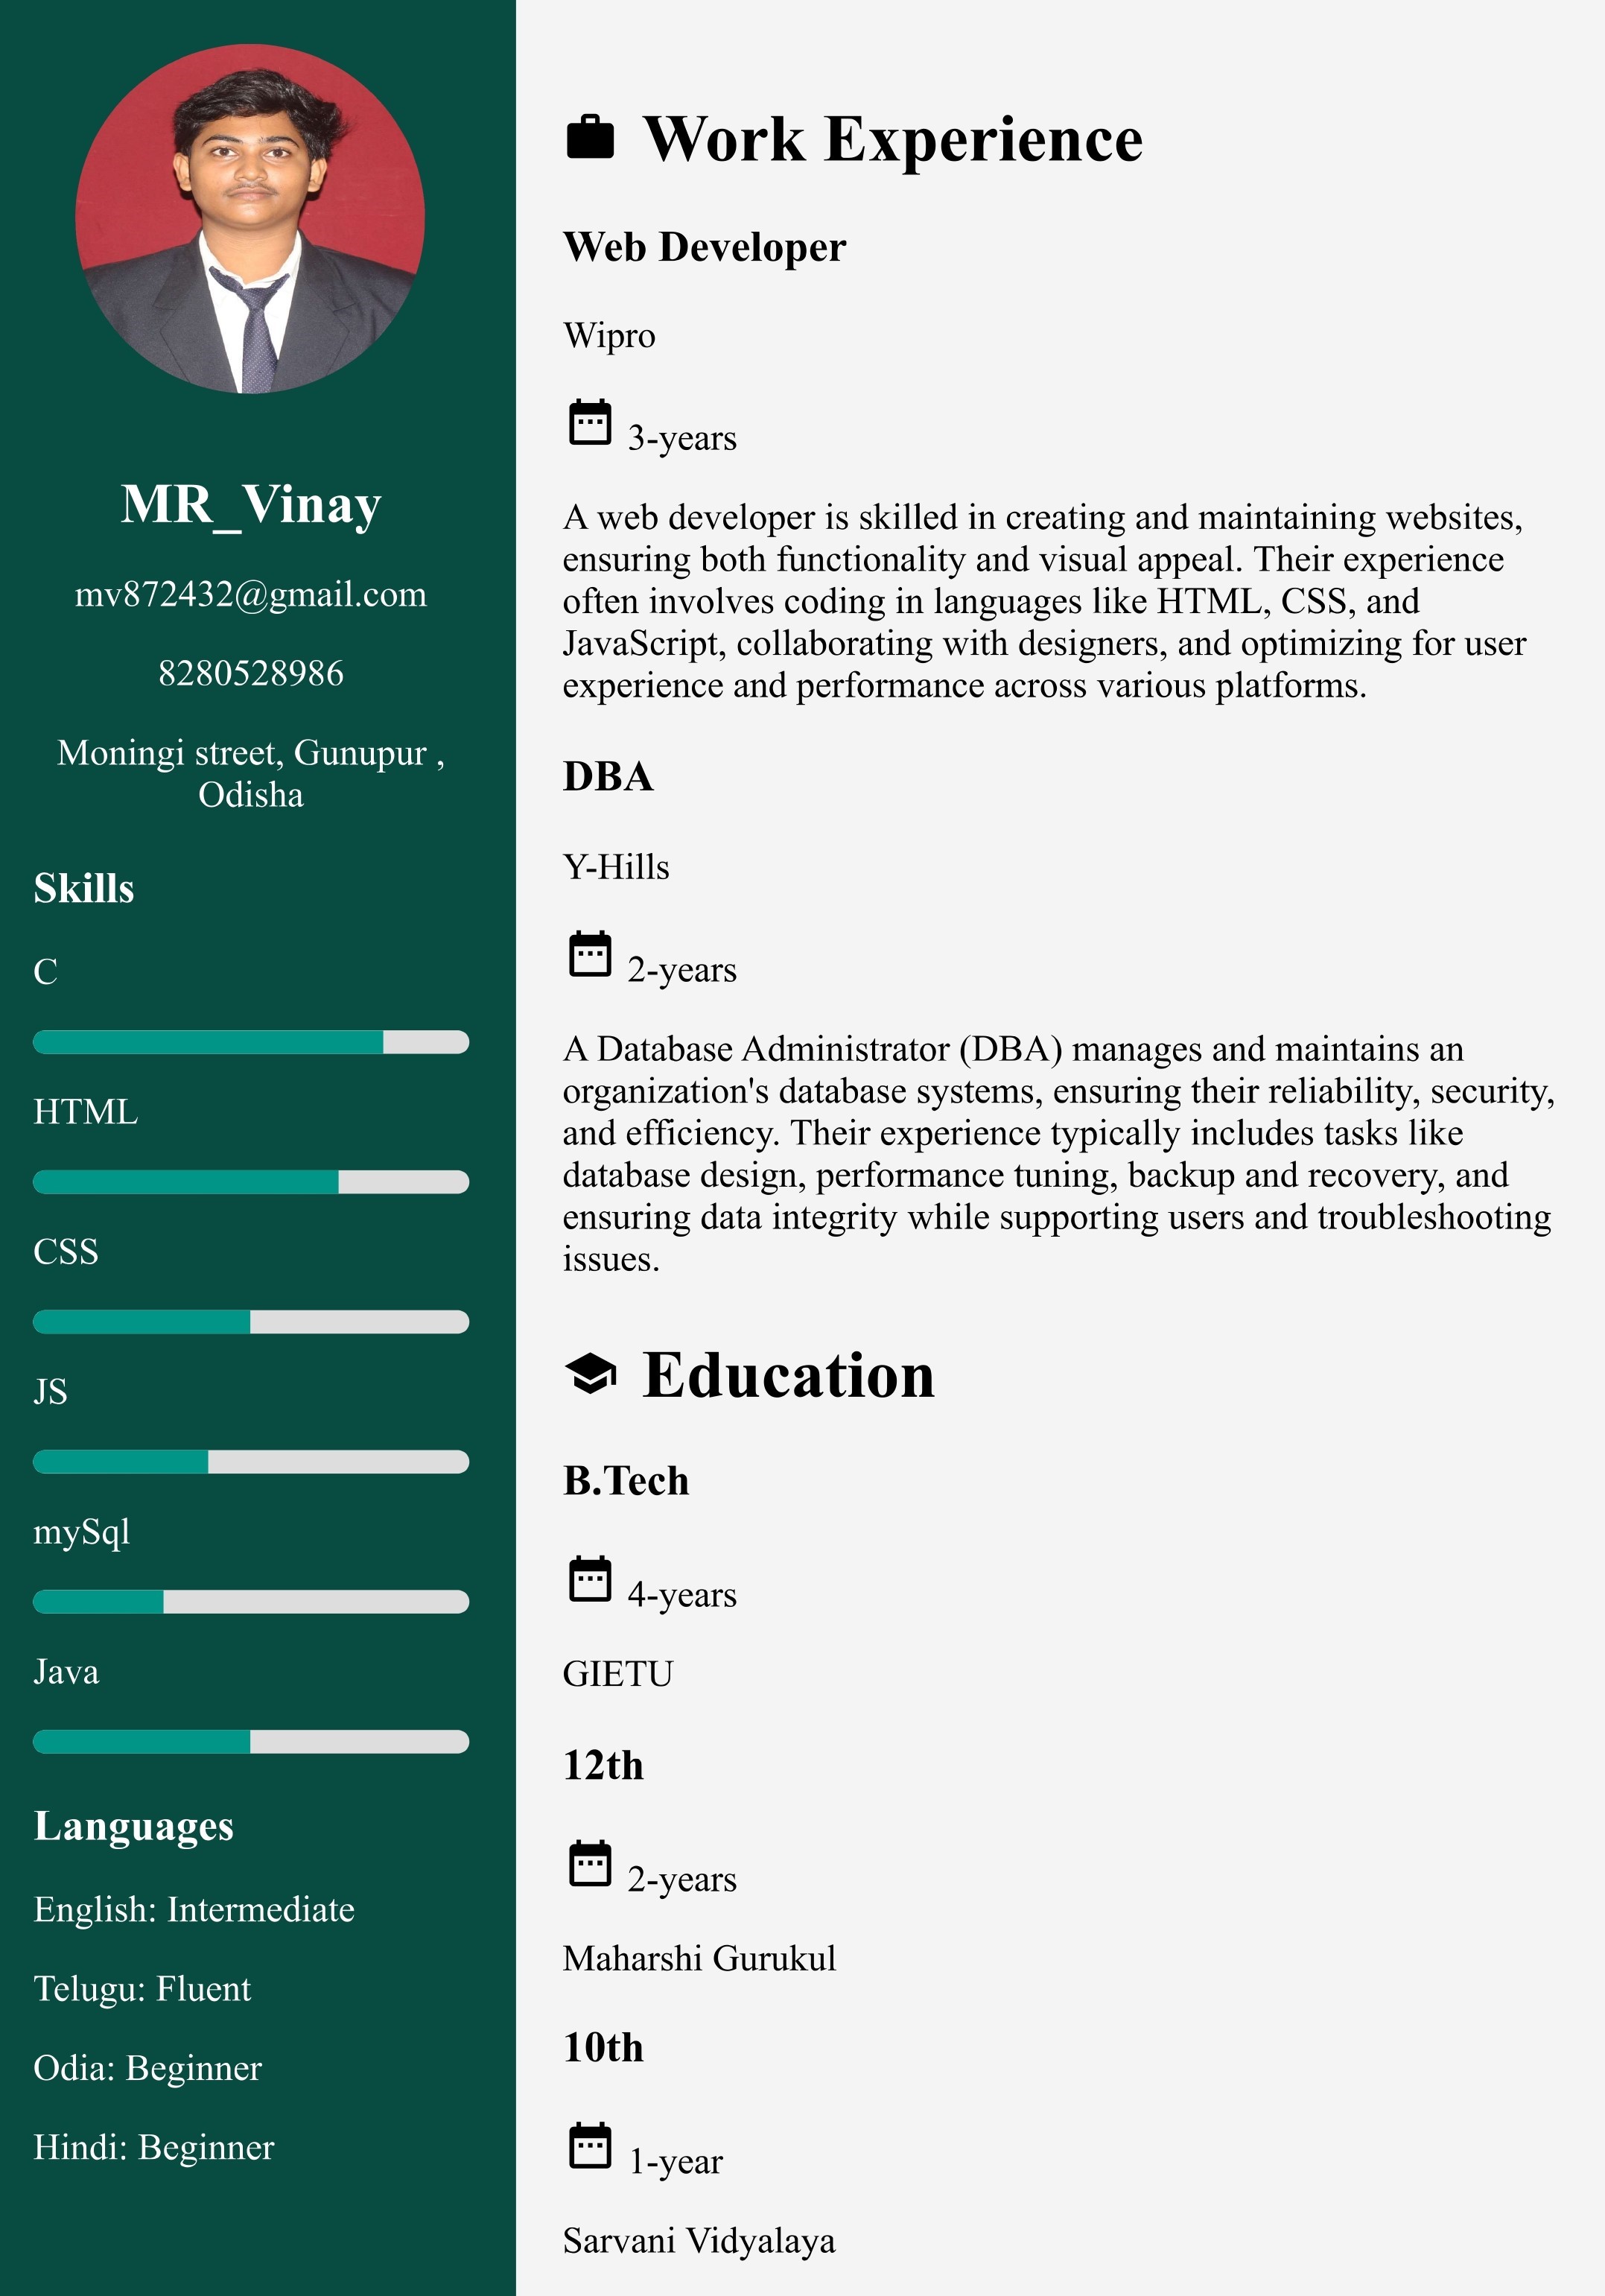 MR_Vinay
mv872432@gmail.com
8280528986
Moningi street, Gunupur ,
Odisha
Skills
C
HTML
CSS
JS
mySql
Java
Languages
English: Intermediate
Telugu: Fluent
Odia: Beginner
Hindi: Beginner
Work Experience
Web Developer
Wipro
3-years
A web developer is skilled in creating and maintaining websites,
ensuring both functionality and visual appeal. Their experience
often involves coding in languages like HTML, CSS, and
JavaScript, collaborating with designers, and optimizing for user
experience and performance across various platforms.
DBA
Y-Hills
2-years
A Database Administrator (DBA) manages and maintains an
organization's database systems, ensuring their reliability, security,
and efficiency. Their experience typically includes tasks like
database design, performance tuning, backup and recovery, and
ensuring data integrity while supporting users and troubleshooting
issues.
Education
B.Tech
4-years
GIETU
12th
2-years
Maharshi Gurukul
10th
1-year
Sarvani Vidyalaya